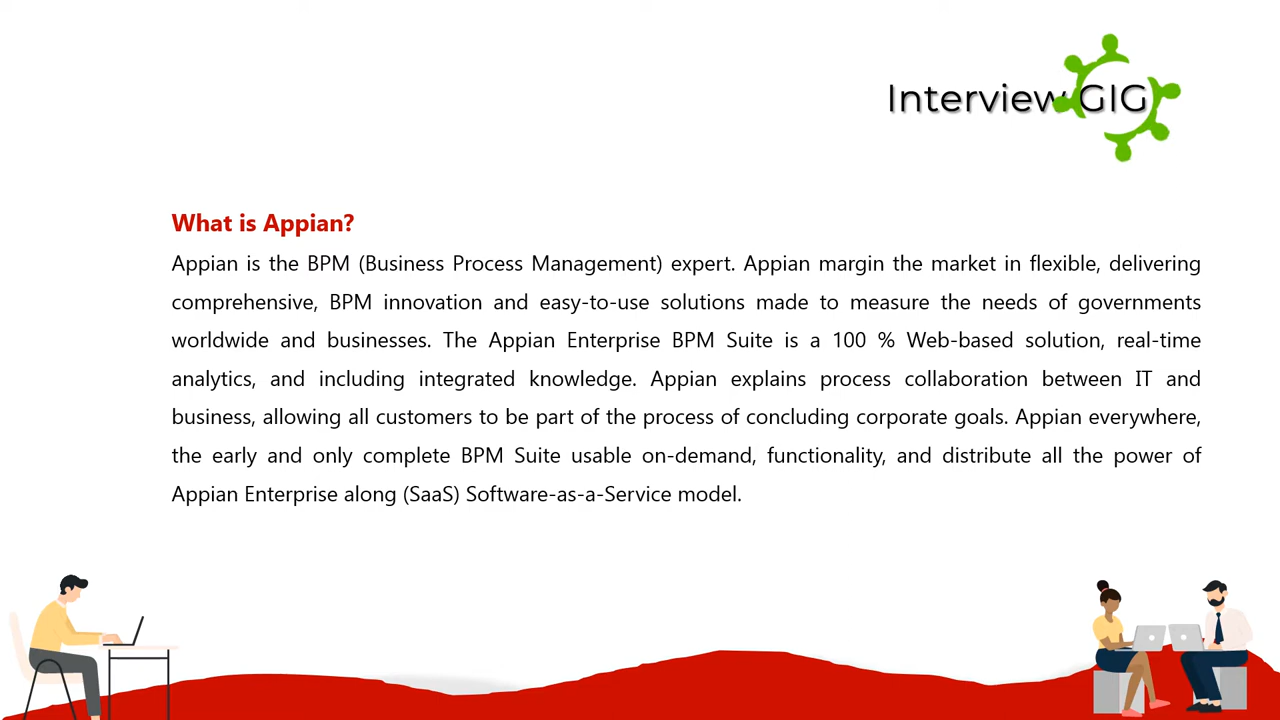 Interview GIG
What is Appian?
Appian is the BPM (Business Process Management) expert. Appian margin the market in flexible, delivering
comprehensive, BPM innovation and easy-to-use solutions made to measure the needs of governments
worldwide and businesses. The Appian Enterprise BPM Suite is a 100 % Web-based solution, real-time
analytics, and including integrated knowledge. Appian explains process collaboration between IT and
business, allowing all customers to be part of the process of concluding corporate goals. Appian everywhere,
the early and only complete BPM Suite usable on-demand, functionality, and distribute all the power of
Appian Enterprise along (SaaS) Software-as-a-Service model.